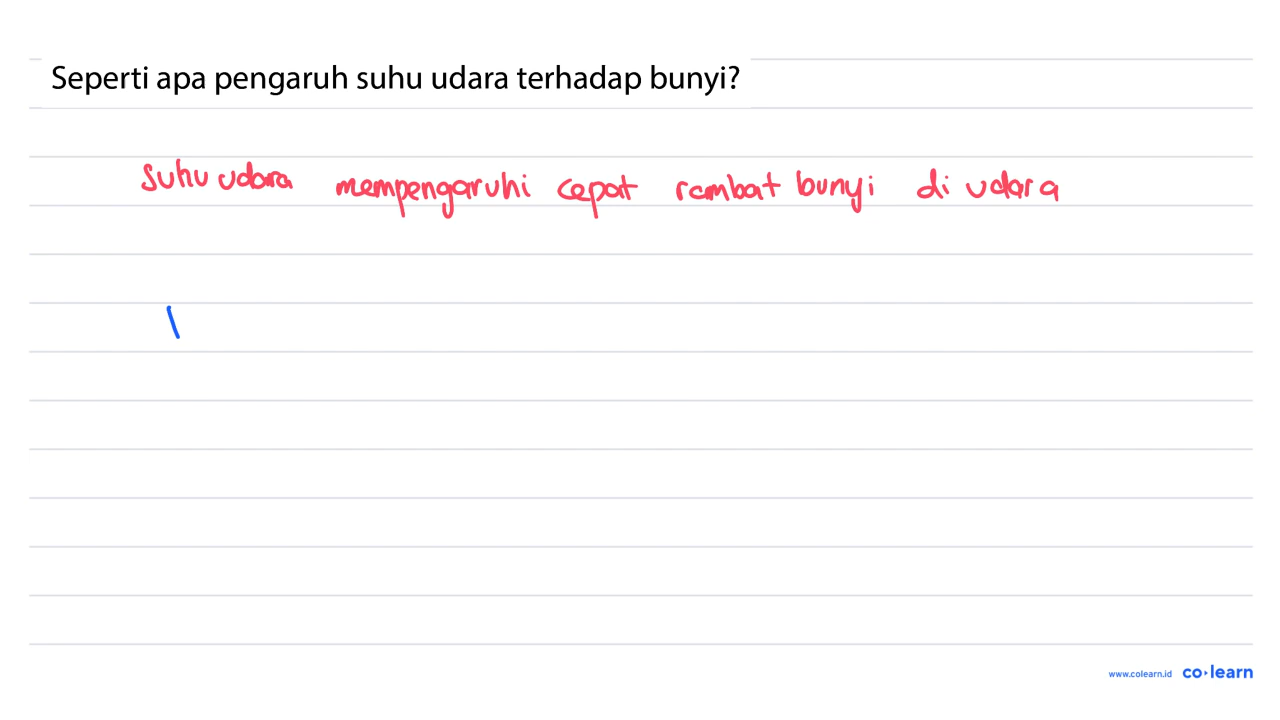 Seperti apa pengaruh suhu udara terhadap bunyi?
suhu udara mempengaruhi cepat rambat bunyi di udara
www.colearn.id co·learn